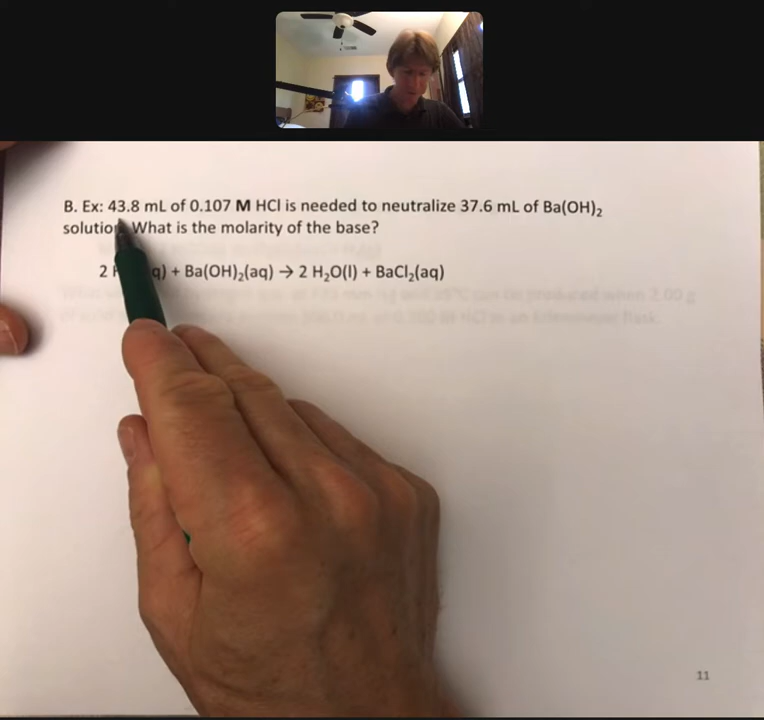 B. Ex: 43.8 mL of 0.107 M HCl is needed to neutralize 37.6 mL of Ba(OH)₂
What is the molarity of the base?
2 + Ba(OH)₂(aq) → 2 H₂O(l) + BaCl₂(aq)
11